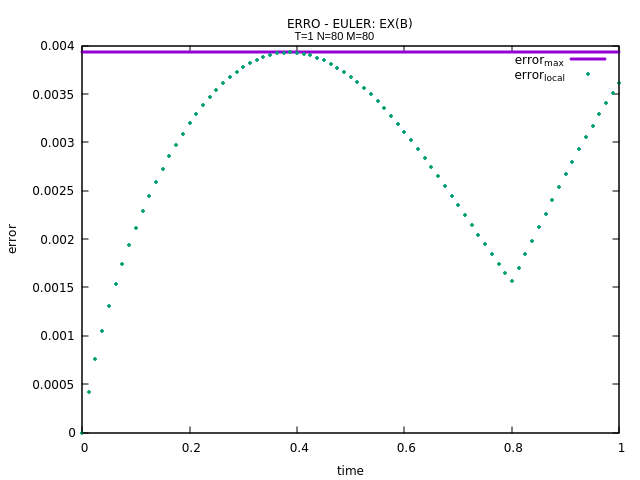 ERRO - EULER: EX(B)
T=1 N=80 M=80
error_max
error_local
0.004
0.0035
0.003
0.0025
0.002
0.0015
0.001
0.0005
0
error
0 0.2 0.4 0.6 0.8 1
time